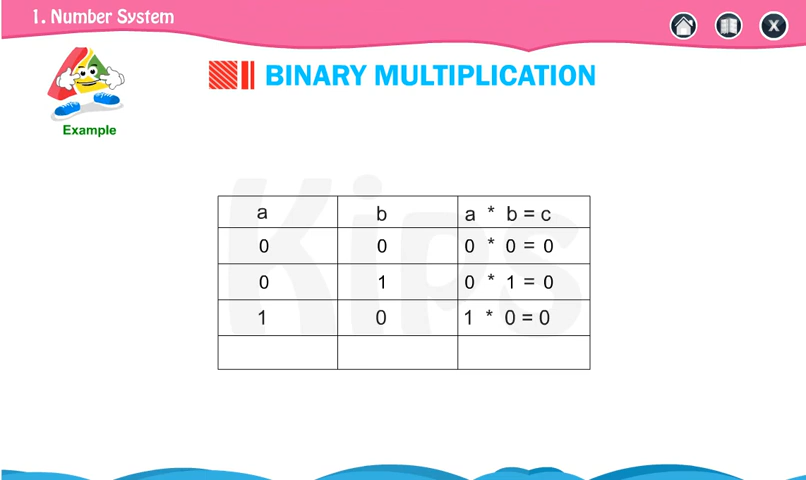 1. Number System
BINARY MULTIPLICATION
Example
Kips
a b a * b = c
0 0 0 * 0 = 0
0 1 0 * 1 = 0
1 0 1 * 0 = 0